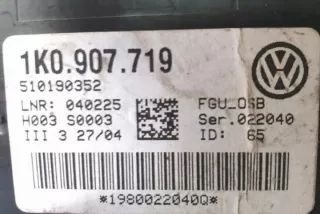 1K0.907.719
510190352
LNR: 040225 FGU_OSB
H003 S0003 Ser.022040
III 3 27/04 ID: 65
*1980022040Q*